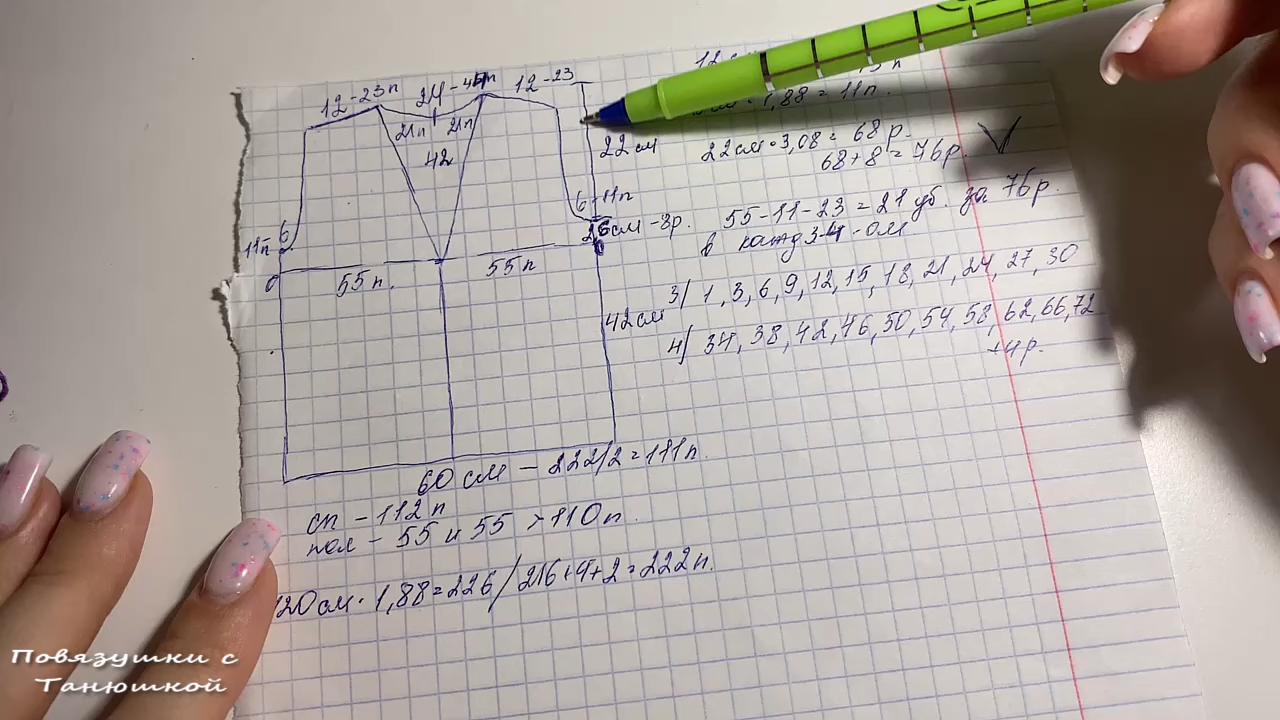 12-23п 24-45п 12-23
21п 21п
42
22см
6 6-11п
11п 26см-8р.
55п. 55п
42см
·1,88=11п.
22см·3,08=68р.
68+8=76р. V
55-11-23=21 уб. за 76р.
в кажд 3 4-ом
3/ 1, 3, 6, 9, 12, 15, 18, 21, 24, 27, 30
4/ 34, 38, 42, 46, 50, 54, 58, 62, 66, 72
+4р.
60 см - 222/2=111п.
сп - 112п
пол - 55 и 55 > 110п.
120см·1,88=226/216+4+2=222п.
Повязушки с
Танюшкой